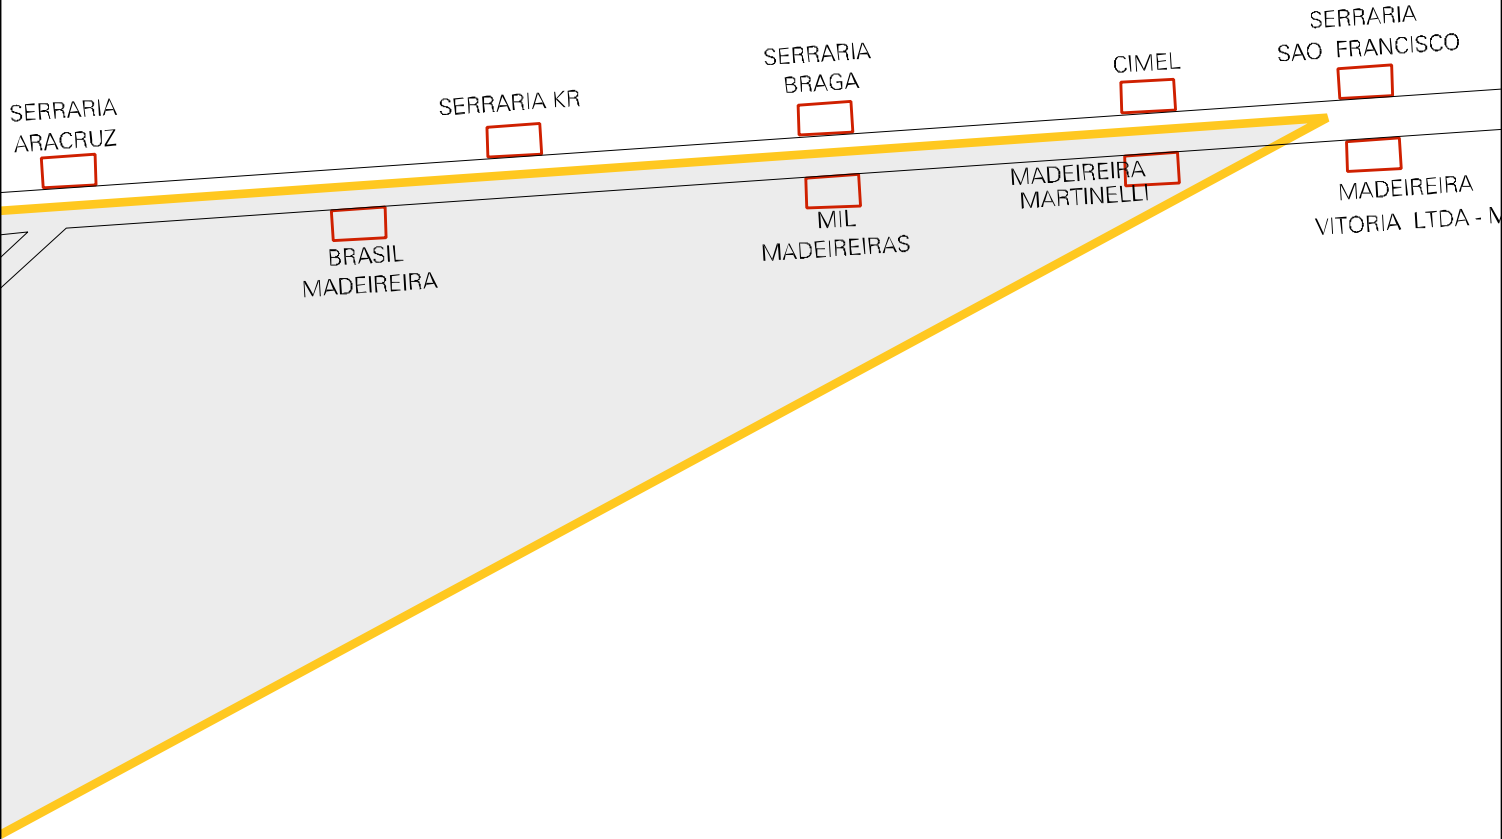 SERRARIA
SAO FRANCISCO
SERRARIA
BRAGA
CIMEL
SERRARIA KR
SERRARIA
ARACRUZ
MADEIREIRA
MARTINELLI
MADEIREIRA
VITORIA LTDA - M
MIL
MADEIREIRAS
BRASIL
MADEIREIRA